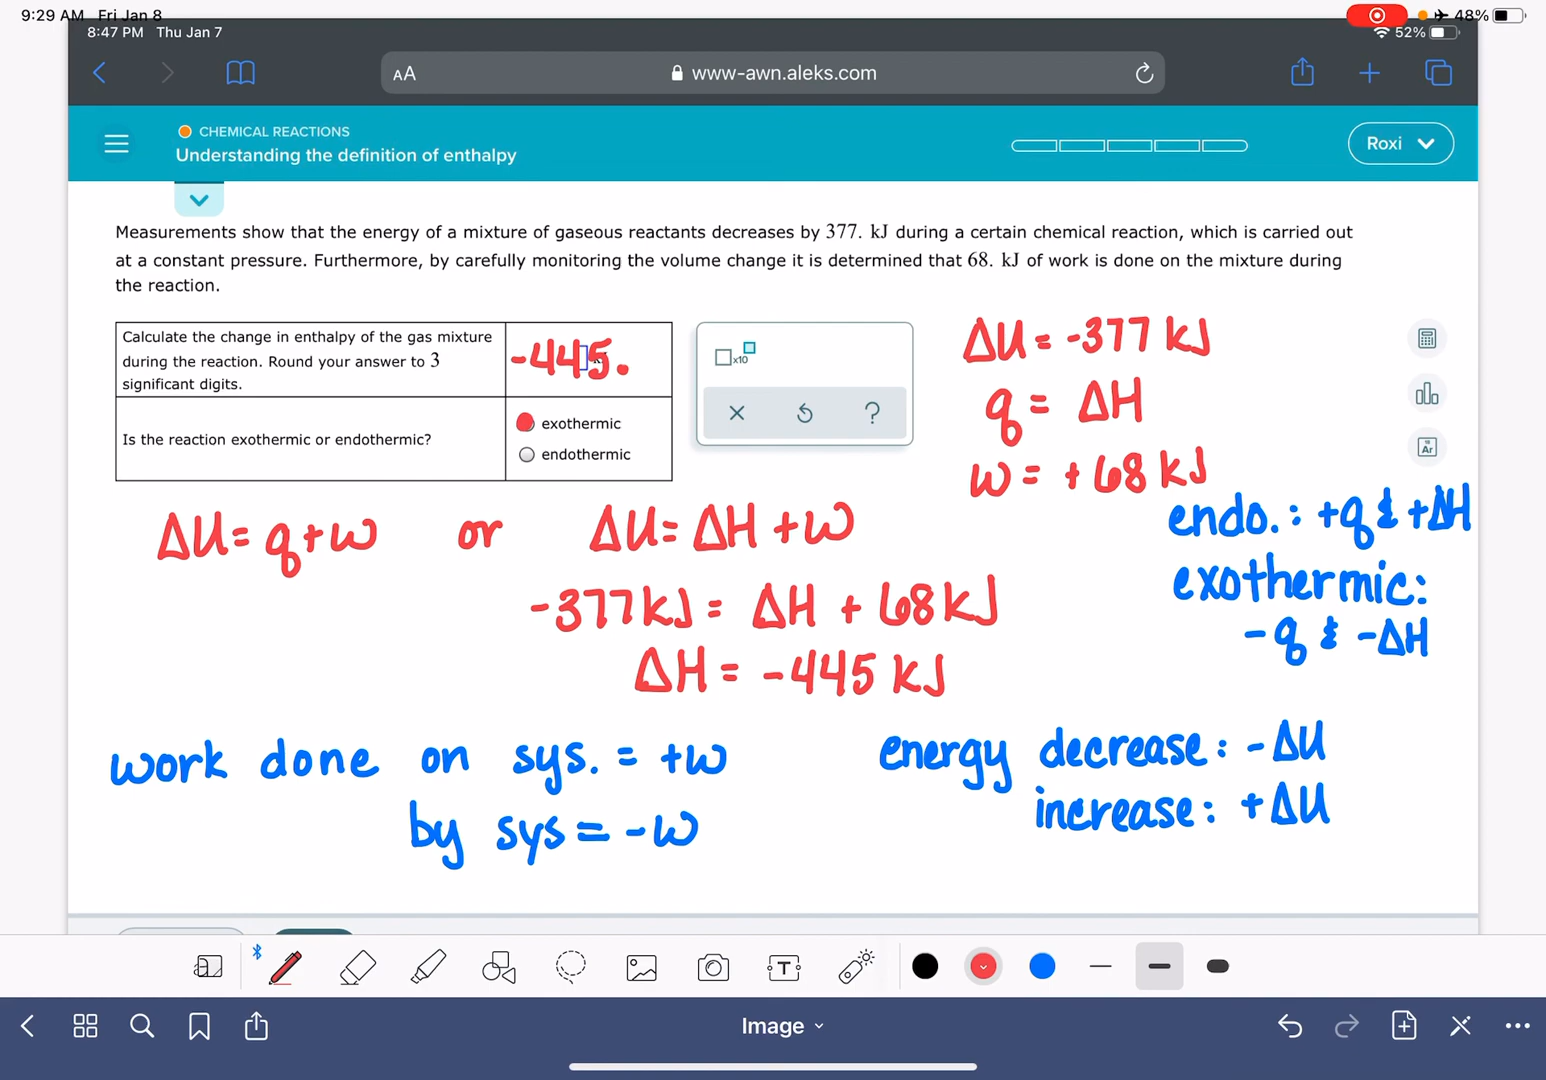 9:29 AM Fri Jan 8
48%
8:47 PM Thu Jan 7
52%
AA
www-awn.aleks.com
CHEMICAL REACTIONS
Understanding the definition of enthalpy
Roxi
Measurements show that the energy of a mixture of gaseous reactants decreases by 377. kJ during a certain chemical reaction, which is carried out
at a constant pressure. Furthermore, by carefully monitoring the volume change it is determined that 68. kJ of work is done on the mixture during
the reaction.
Calculate the change in enthalpy of the gas mixture
during the reaction. Round your answer to 3
significant digits.
-445.
x10
Is the reaction exothermic or endothermic?
exothermic
endothermic
ΔU = -377 kJ
q = ΔH
w = +68 kJ
Ar
endo.: +q & +ΔH
exothermic:
-q & -ΔH
ΔU = q+w or ΔU = ΔH +w
-377kJ = ΔH + 68kJ
ΔH = -445 kJ
work done on sys. = +w
by sys = -w
energy decrease: -ΔU
increase: +ΔU
T
Image